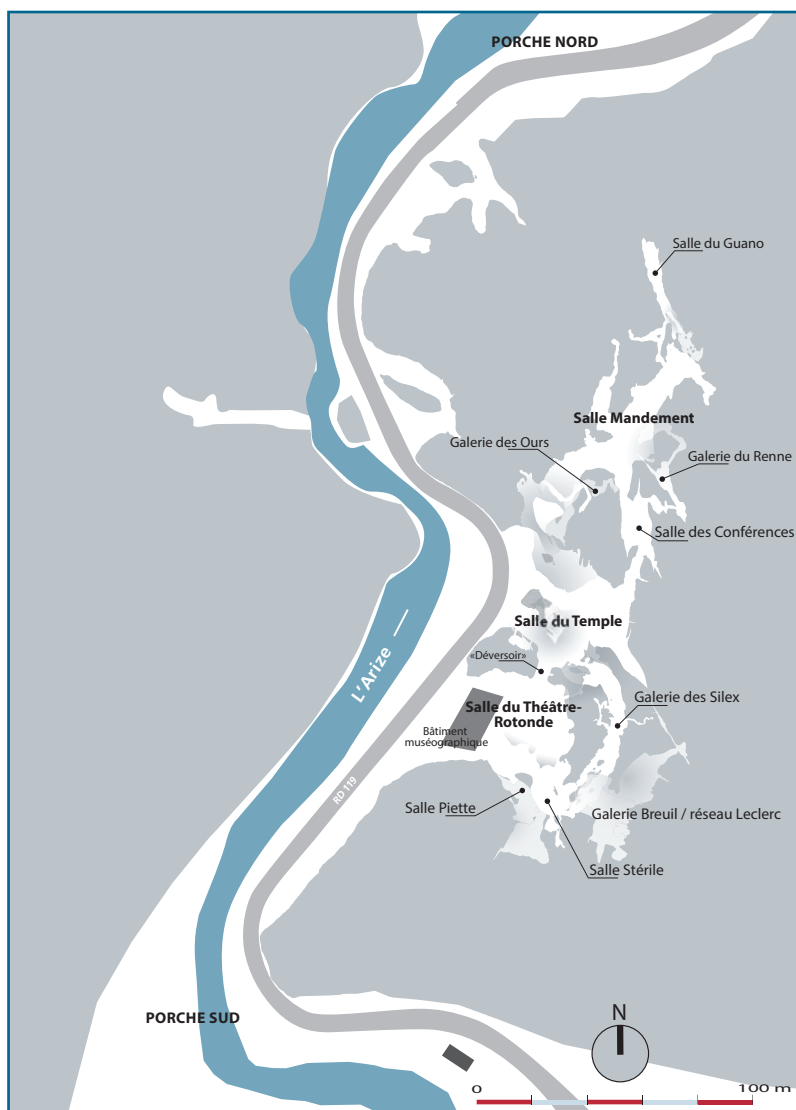 PORCHE NORD
Salle du Guano
Salle Mandement
Galerie des Ours
Galerie du Renne
Salle des Conférences
Salle du Temple
«Déversoir»
L'Arize
Galerie des Silex
Salle du Théâtre-
Rotonde
Bâtiment
muséographique
RD 119
Salle Piette
Galerie Breuil / réseau Leclerc
Salle Stérile
PORCHE SUD
N
0 100 m